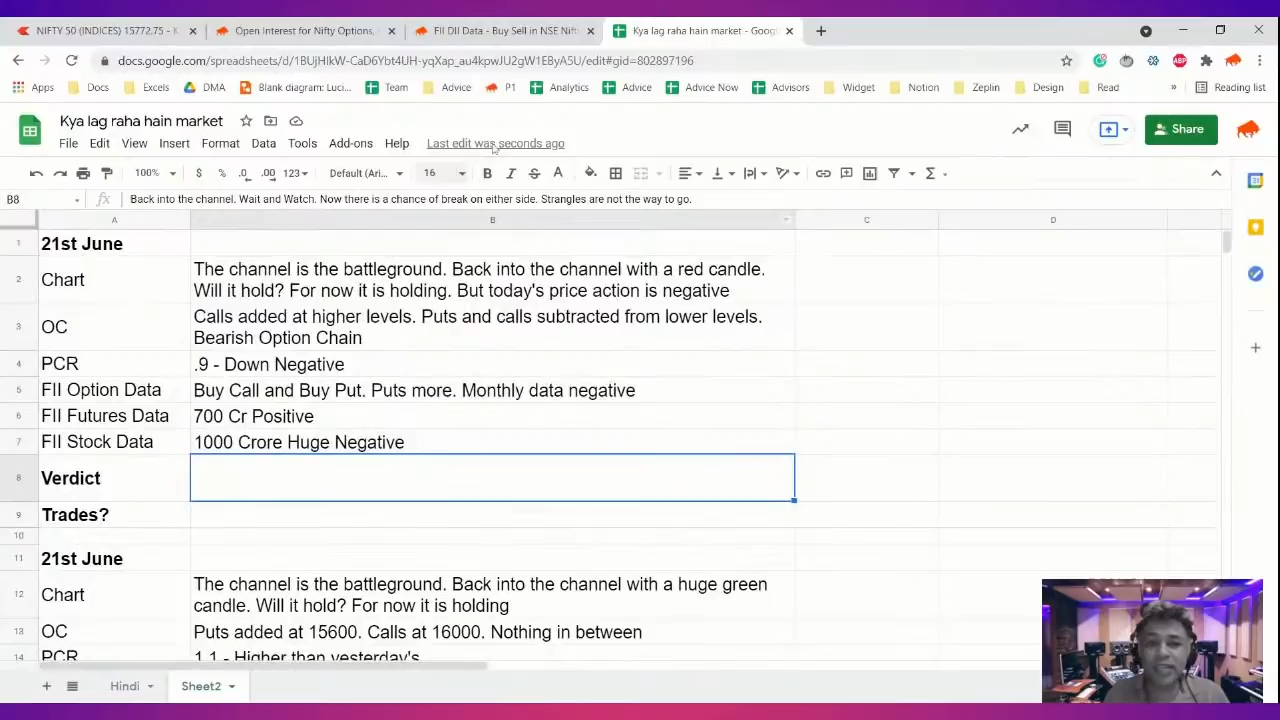 NIFTY 50 (INDICES) 15772.75 - K
Open Interest for Nifty Options,
FII DII Data - Buy Sell in NSE Nift
Kya lag raha hain market - Goog
docs.google.com/spreadsheets/d/1BUjHIkW-CaD6Ybt4UH-yqXap_au4kowJU2gW1EByA5U/edit#gid=802897196
Apps
Docs
Excels
DMA
Blank diagram: Luci...
Team
Advice
P1
Analytics
Advice
Advice Now
Advisors
Widget
Notion
Zeplin
Design
Read
»
Reading list
Kya lag raha hain market
File Edit View Insert Format Data Tools Add-ons Help Last edit was seconds ago
Share
100% $ % .0 .00 123 Default (Ari... 16 B I S A Σ
B8 fx Back into the channel. Wait and Watch. Now there is a chance of break on either side. Strangles are not the way to go.
A B C D
1 21st June
2 Chart
The channel is the battleground. Back into the channel with a red candle.
Will it hold? For now it is holding. But today's price action is negative
3 OC
Calls added at higher levels. Puts and calls subtracted from lower levels.
Bearish Option Chain
4 PCR .9 - Down Negative
5 FII Option Data Buy Call and Buy Put. Puts more. Monthly data negative
6 FII Futures Data 700 Cr Positive
7 FII Stock Data 1000 Crore Huge Negative
8 Verdict
9 Trades?
10
11 21st June
12 Chart
The channel is the battleground. Back into the channel with a huge green
candle. Will it hold? For now it is holding
13 OC Puts added at 15600. Calls at 16000. Nothing in between
14 PCR 1.1 - Higher than yesterday's
Hindi Sheet2